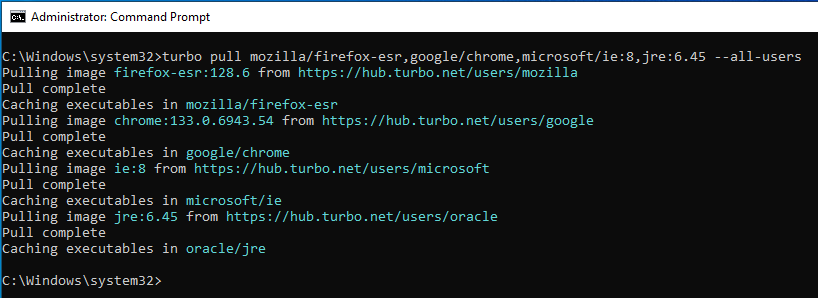 Administrator: Command Prompt
C:\Windows\system32>turbo pull mozilla/firefox-esr,google/chrome,microsoft/ie:8,jre:6.45 --all-users
Pulling image firefox-esr:128.6 from https://hub.turbo.net/users/mozilla
Pull complete
Caching executables in mozilla/firefox-esr
Pulling image chrome:133.0.6943.54 from https://hub.turbo.net/users/google
Pull complete
Caching executables in google/chrome
Pulling image ie:8 from https://hub.turbo.net/users/microsoft
Pull complete
Caching executables in microsoft/ie
Pulling image jre:6.45 from https://hub.turbo.net/users/oracle
Pull complete
Caching executables in oracle/jre
C:\Windows\system32>